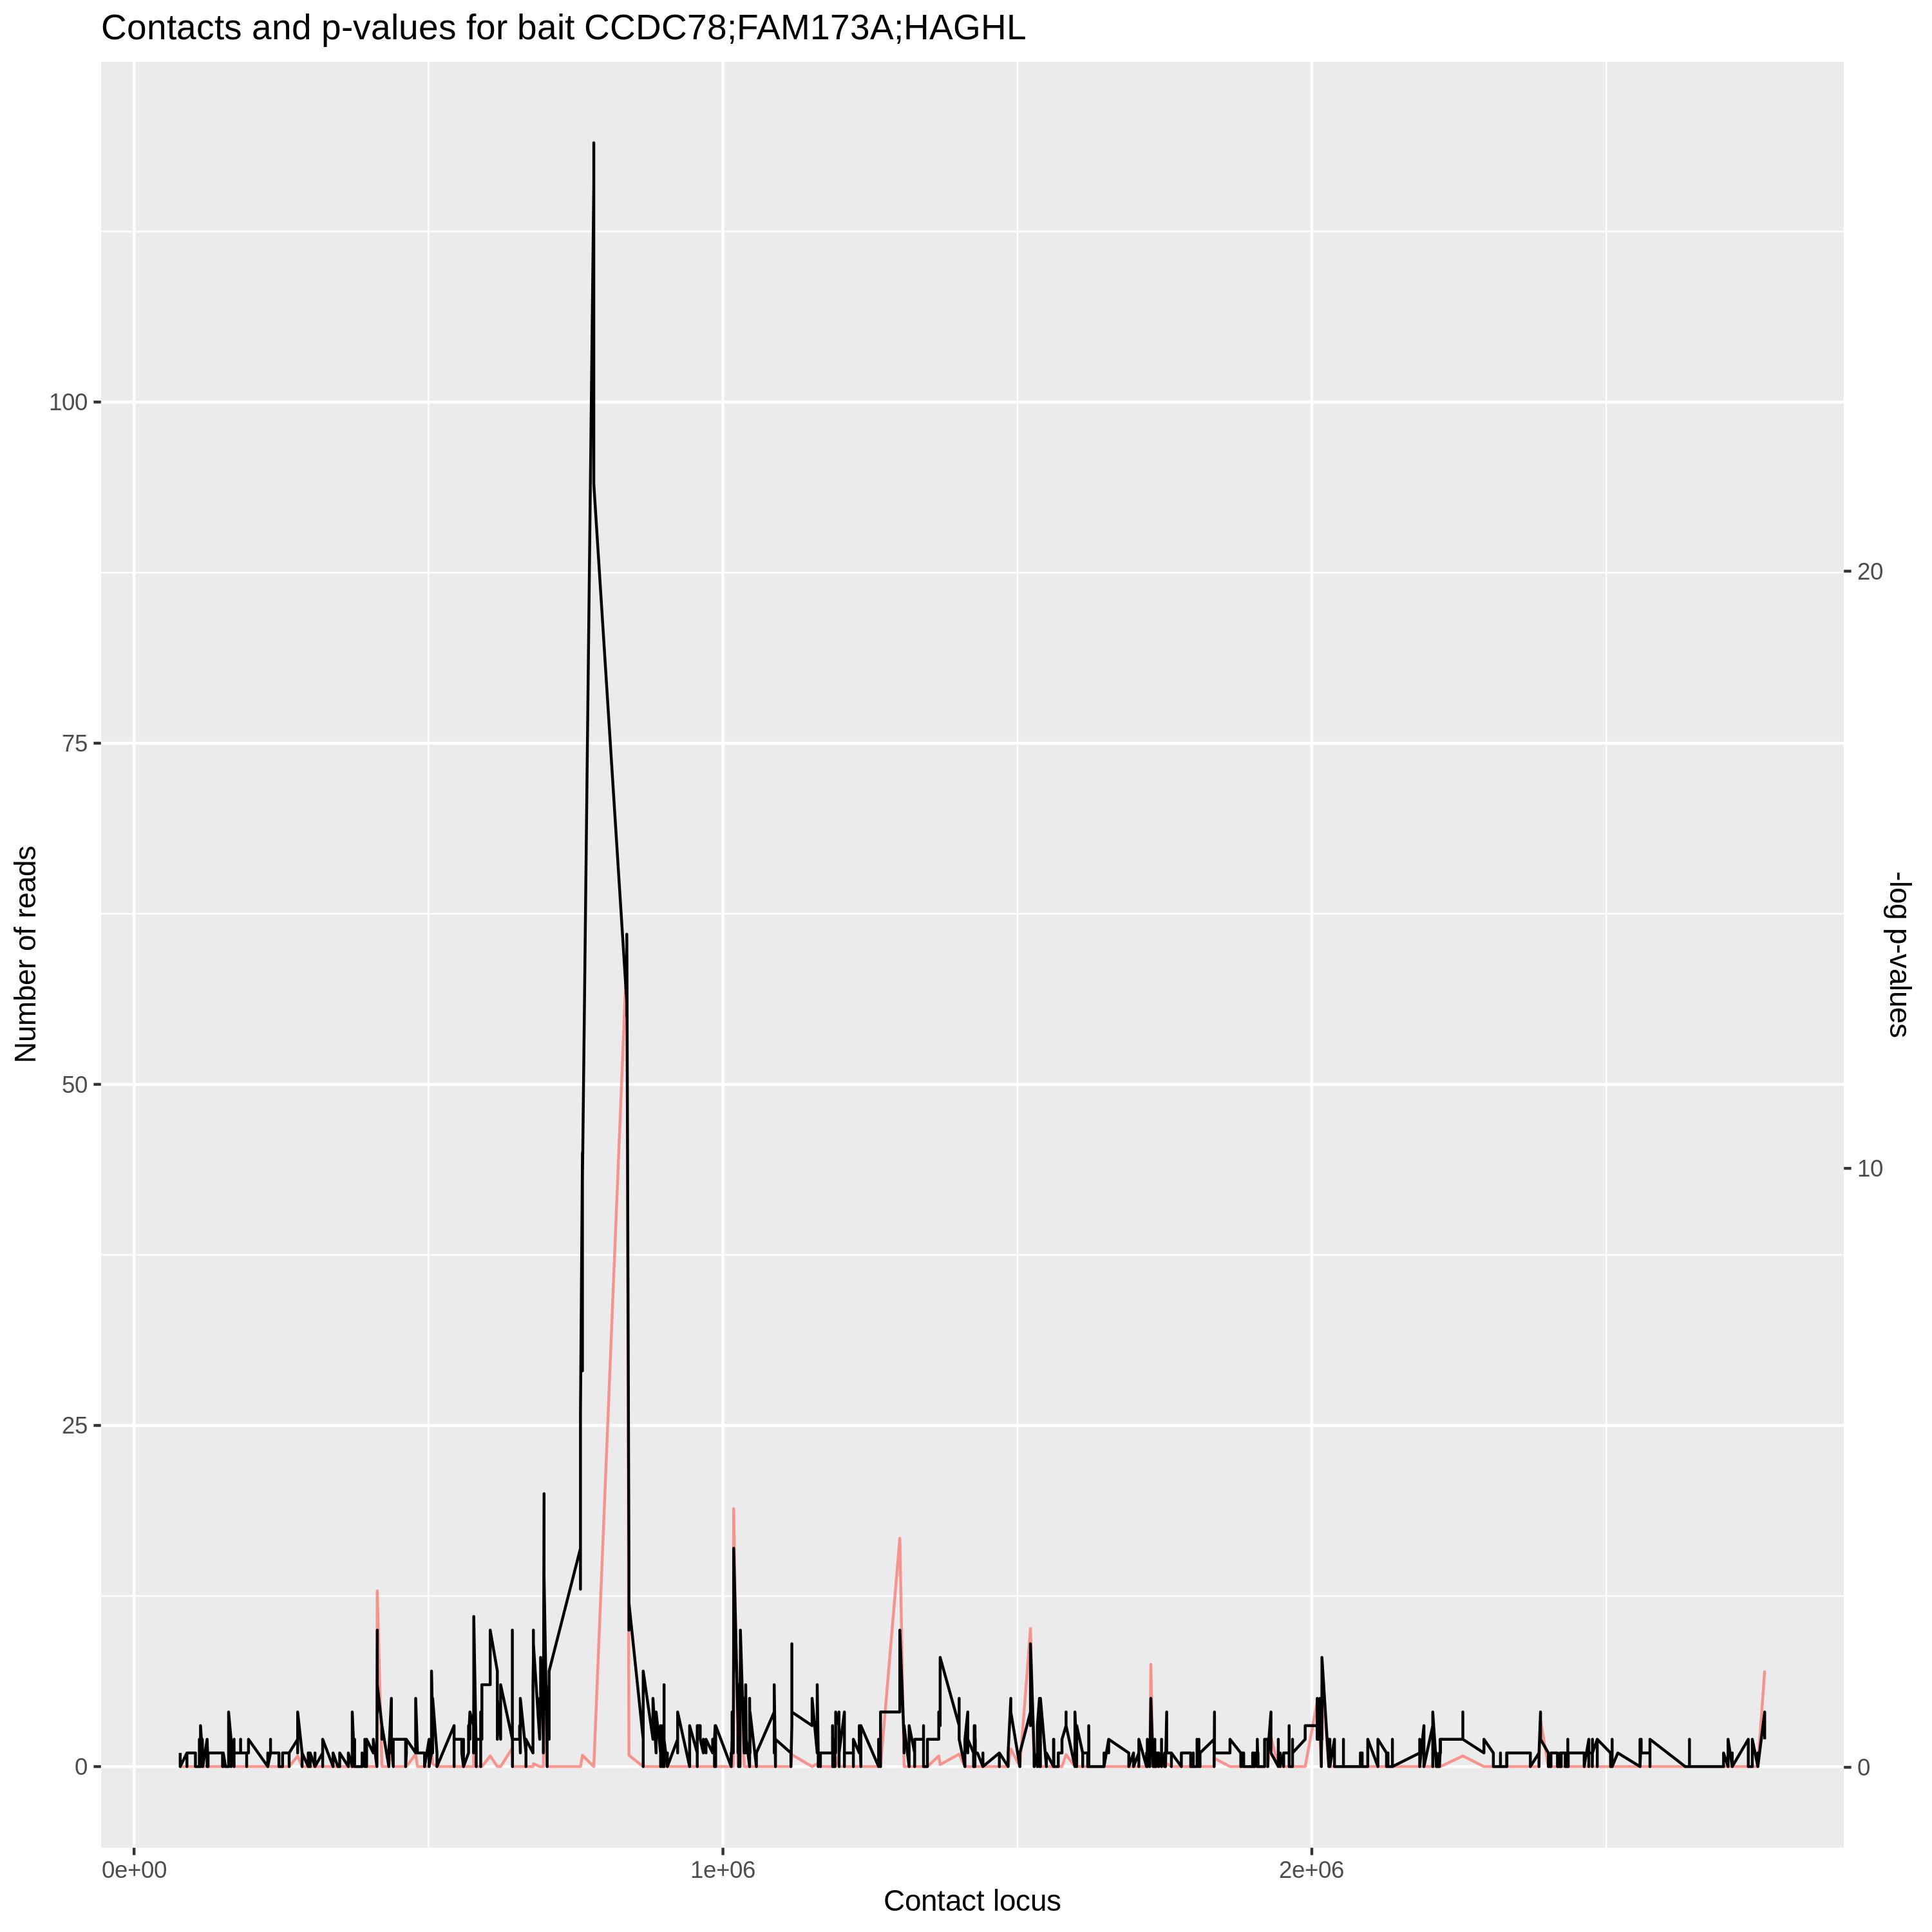 Contacts and p-values for bait CCDC78;FAM173A;HAGHL
Number of reads
100
75
50
25
0
20
10
0
-log p-values
0e+00
1e+06
2e+06
Contact locus